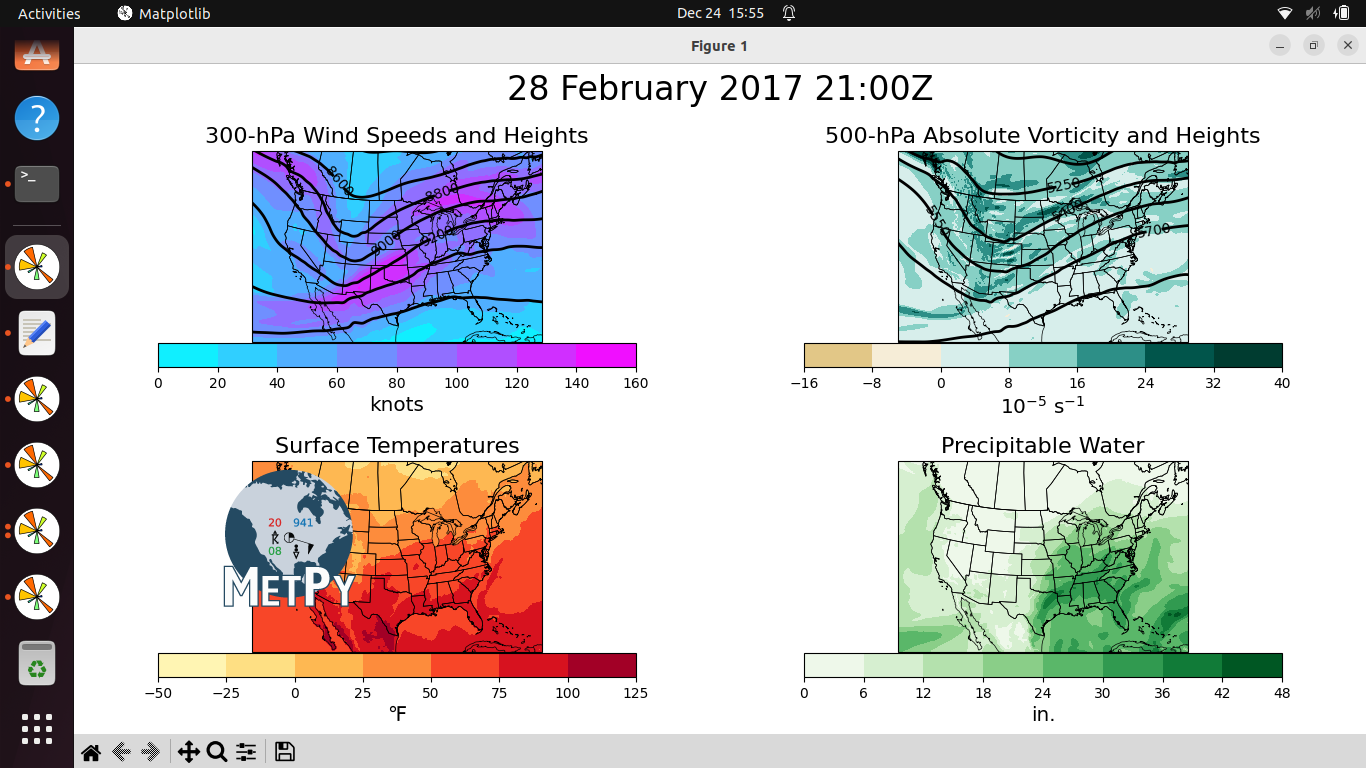 Activities Matplotlib Dec 24 15:55
Figure 1
28 February 2017 21:00Z
300-hPa Wind Speeds and Heights
8600
8800
9000
9200
0 20 40 60 80 100 120 140 160
knots
500-hPa Absolute Vorticity and Heights
5250
5400
5700
−16 −8 0 8 16 24 32 40
10⁻⁵ s⁻¹
Surface Temperatures
20 941
08
METPY
−50 −25 0 25 50 75 100 125
°F
Precipitable Water
0 6 12 18 24 30 36 42 48
in.